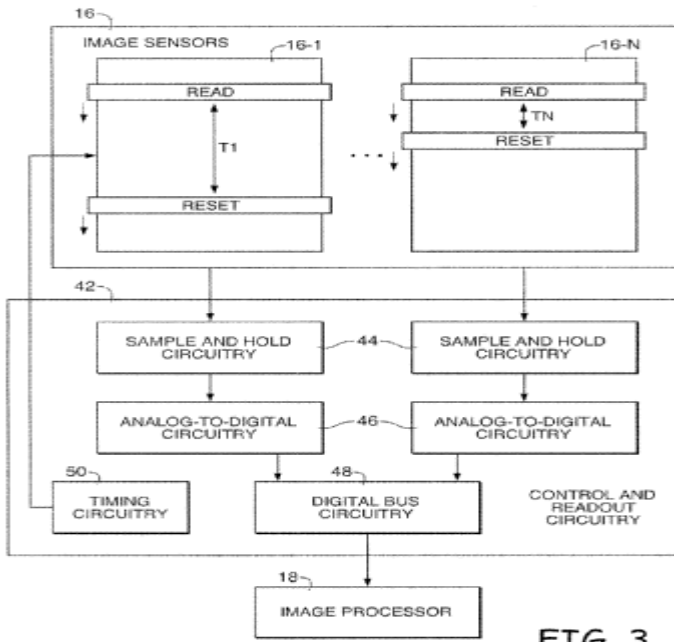 16
IMAGE SENSORS
16-1
16-N
READ
READ
T1
TN
RESET
RESET
42
SAMPLE AND HOLD
CIRCUITRY
44
SAMPLE AND HOLD
CIRCUITRY
ANALOG-TO-DIGITAL
CIRCUITRY
46
ANALOG-TO-DIGITAL
CIRCUITRY
50
TIMING
CIRCUITRY
48
DIGITAL BUS
CIRCUITRY
CONTROL AND
READOUT
CIRCUITRY
18
IMAGE PROCESSOR
FIG. 3